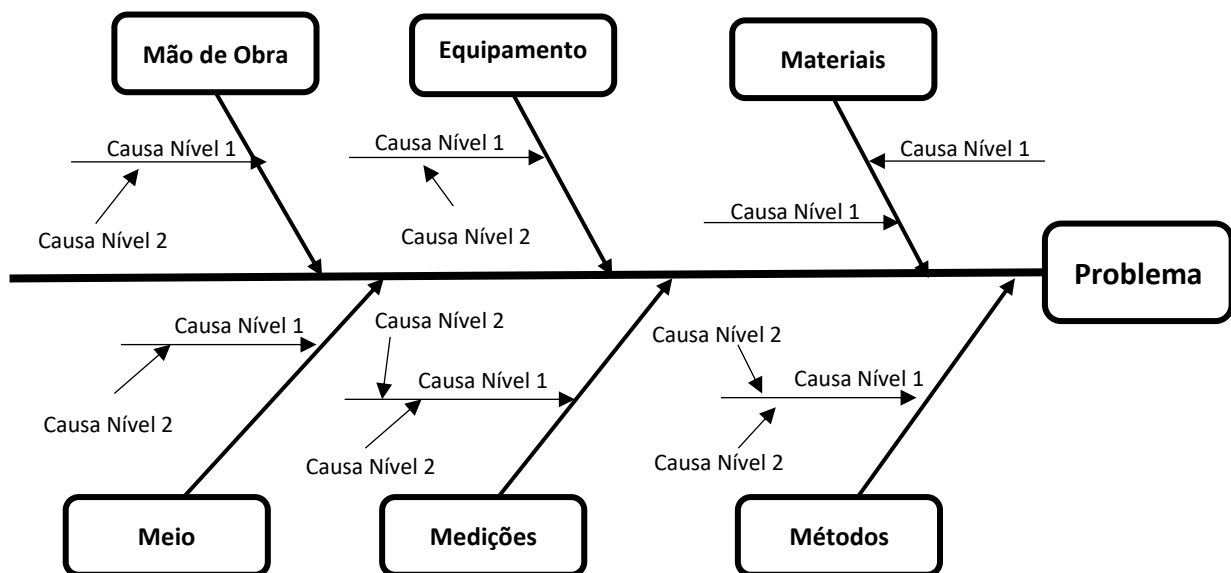 Mão de Obra
Equipamento
Materiais
Causa Nível 1
Causa Nível 1
Causa Nível 1
Causa Nível 1
Causa Nível 2
Causa Nível 2
Problema
Causa Nível 1
Causa Nível 2
Causa Nível 2
Causa Nível 1
Causa Nível 1
Causa Nível 2
Causa Nível 2
Causa Nível 2
Meio
Medições
Métodos